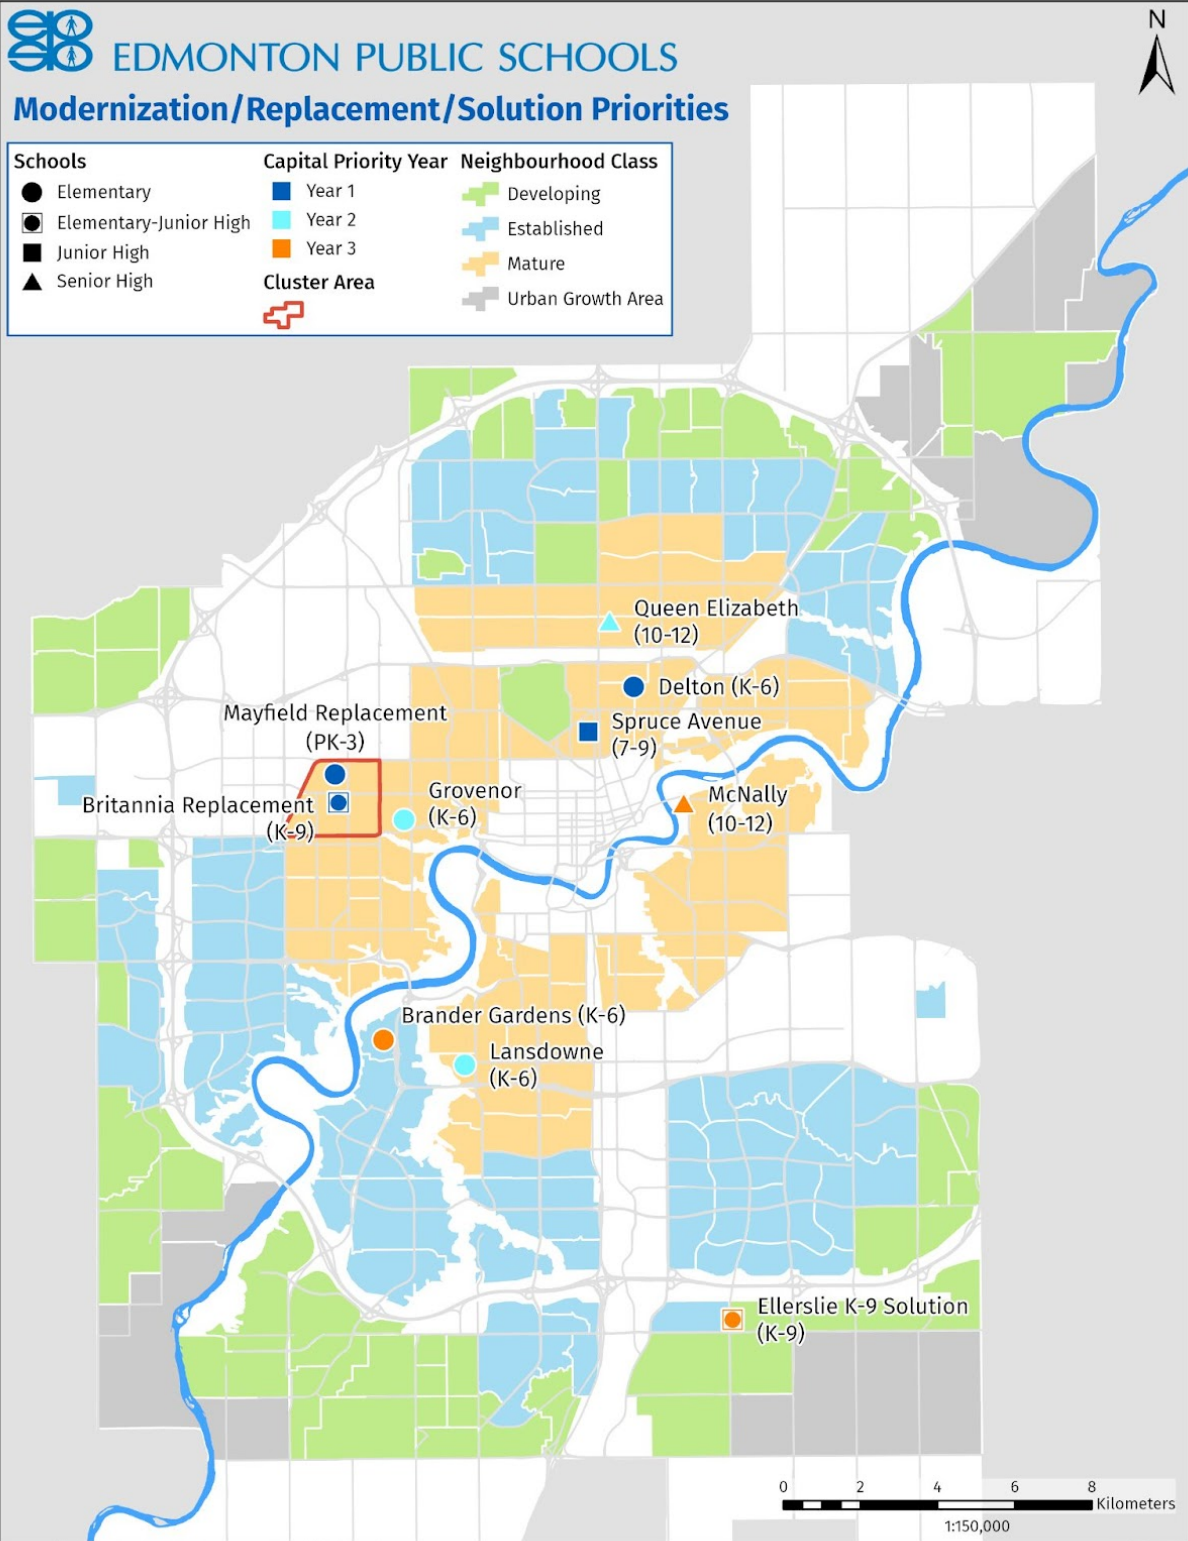 EDMONTON PUBLIC SCHOOLS
N
Modernization/Replacement/Solution Priorities
Schools
Elementary
Elementary-Junior High
Junior High
Senior High
Capital Priority Year
Year 1
Year 2
Year 3
Cluster Area
Neighbourhood Class
Developing
Established
Mature
Urban Growth Area
Queen Elizabeth
(10-12)
Delton (K-6)
Spruce Avenue
(7-9)
Mayfield Replacement
(PK-3)
Britannia Replacement
(K-9)
Grovenor
(K-6)
McNally
(10-12)
Brander Gardens (K-6)
Lansdowne
(K-6)
Ellerslie K-9 Solution
(K-9)
0 2 4 6 8
Kilometers
1:150,000